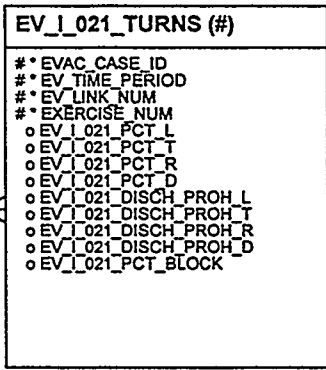 EV_I_021_TURNS (#)
# * EVAC_CASE_ID
# * EV_TIME_PERIOD
# * EV_LINK_NUM
# * EXERCISE_NUM
o EV_I_021_PCT_L
o EV_I_021_PCT_T
o EV_I_021_PCT_R
o EV_I_021_PCT_D
o EV_I_021_DISCH_PROH_L
o EV_I_021_DISCH_PROH_T
o EV_I_021_DISCH_PROH_R
o EV_I_021_DISCH_PROH_D
o EV_I_021_PCT_BLOCK